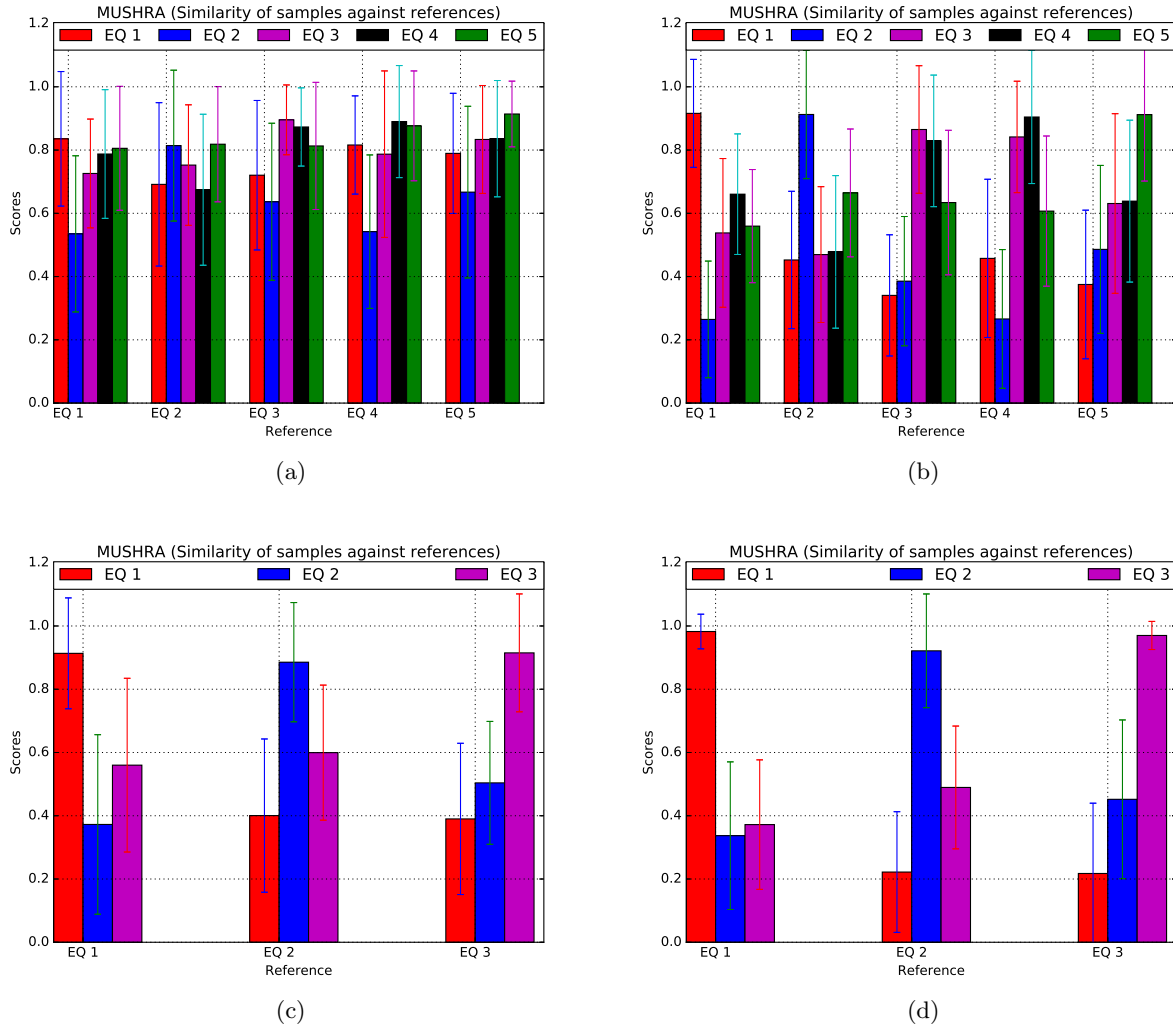 MUSHRA (Similarity of samples against references)
EQ 1 EQ 2 EQ 3 EQ 4 EQ 5
1.2
1.0
0.8
0.6
0.4
0.2
0.0
Scores
EQ 1 EQ 2 EQ 3 EQ 4 EQ 5
Reference
(a)
MUSHRA (Similarity of samples against references)
EQ 1 EQ 2 EQ 3 EQ 4 EQ 5
1.2
1.0
0.8
0.6
0.4
0.2
0.0
Scores
EQ 1 EQ 2 EQ 3 EQ 4 EQ 5
Reference
(b)
MUSHRA (Similarity of samples against references)
EQ 1 EQ 2 EQ 3
1.2
1.0
0.8
0.6
0.4
0.2
0.0
Scores
EQ 1 EQ 2 EQ 3
Reference
(c)
MUSHRA (Similarity of samples against references)
EQ 1 EQ 2 EQ 3
1.2
1.0
0.8
0.6
0.4
0.2
0.0
Scores
EQ 1 EQ 2 EQ 3
Reference
(d)